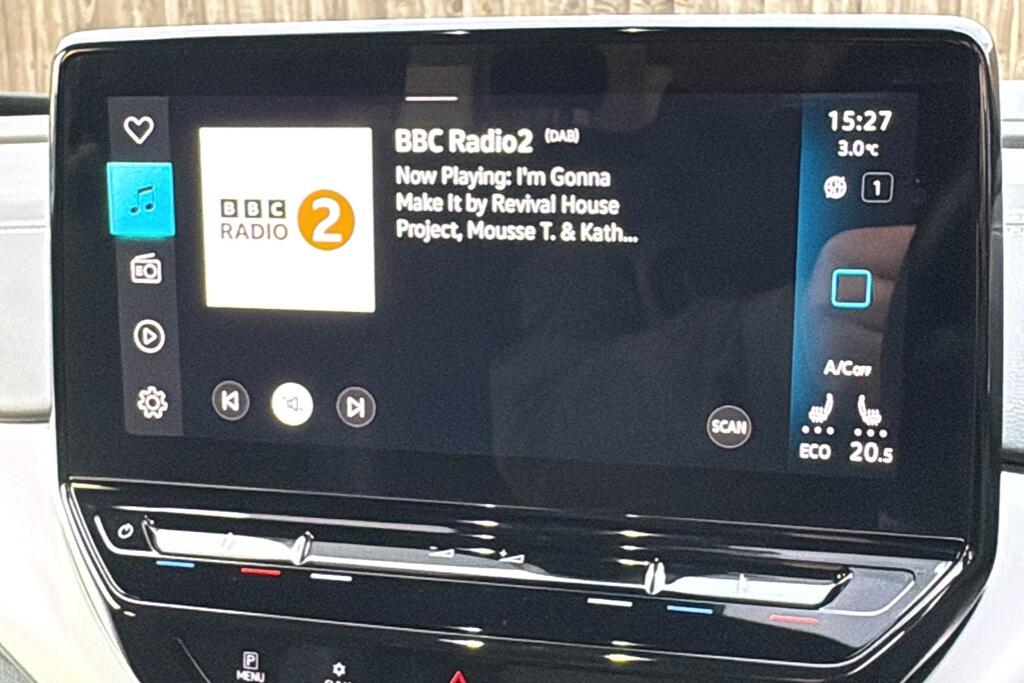 BBC Radio2 (DAB)
Now Playing: I'm Gonna
Make It by Revival House
Project, Mousse T. & Kath...
BBC
RADIO 2
SCAN
15:27
3.0°C
1
A/C OFF
ECO 20.5
P
MENU